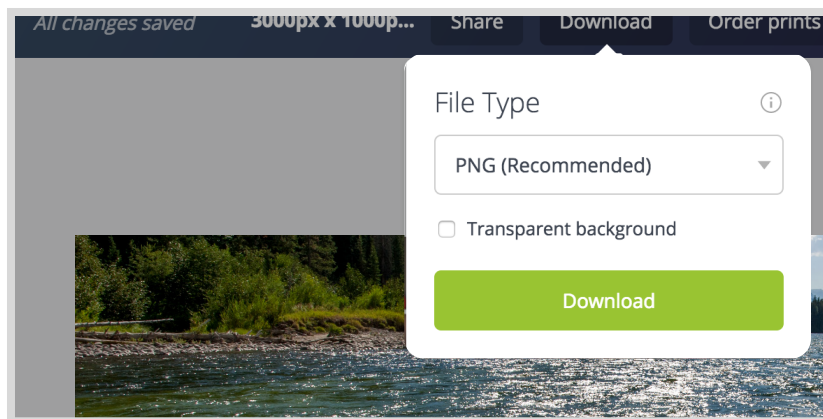 All changes saved 3000px x 1000p... Share Download Order prints
File Type
PNG (Recommended)
Transparent background
Download